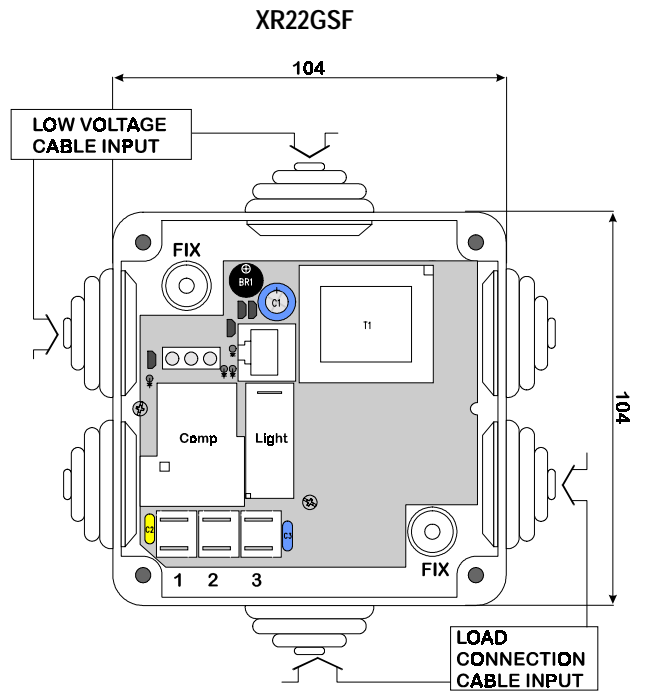 XR22GSF
104
LOW VOLTAGE
CABLE INPUT
FIX
BR1
C1
T1
104
Comp
Light
C2
C3
1 2 3
FIX
LOAD
CONNECTION
CABLE INPUT